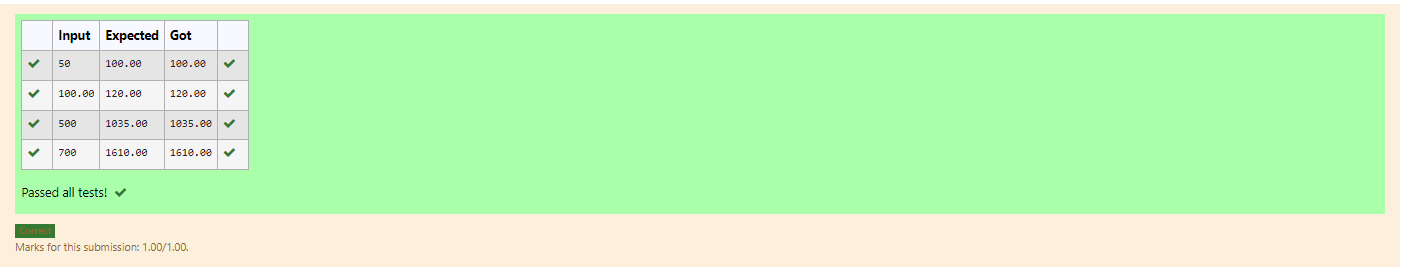 Input Expected Got
50 100.00 100.00
100.00 120.00 120.00
500 1035.00 1035.00
700 1610.00 1610.00
Passed all tests!
Correct
Marks for this submission: 1.00/1.00.